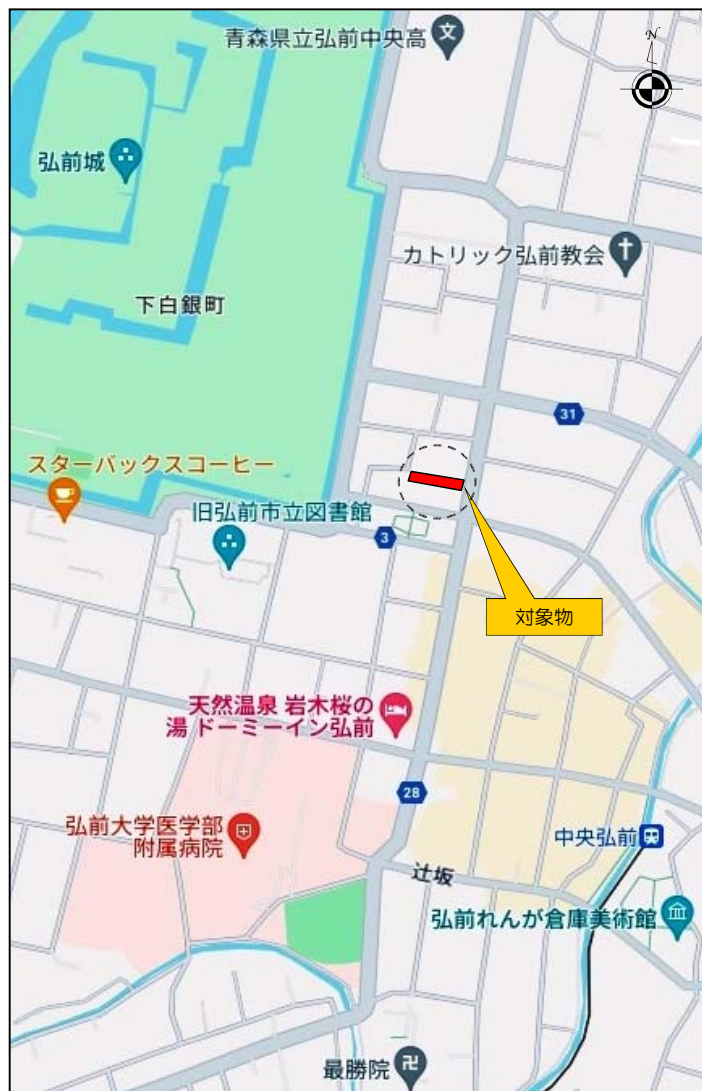 青森県立弘前中央高
文
N
弘前城
カトリック弘前教会
下白銀町
31
スターバックスコーヒー
旧弘前市立図書館
3
対象物
天然温泉 岩木桜の
湯 ドーミーイン弘前
28
弘前大学医学部
附属病院
中央弘前
辻坂
弘前れんが倉庫美術館
最勝院
卍